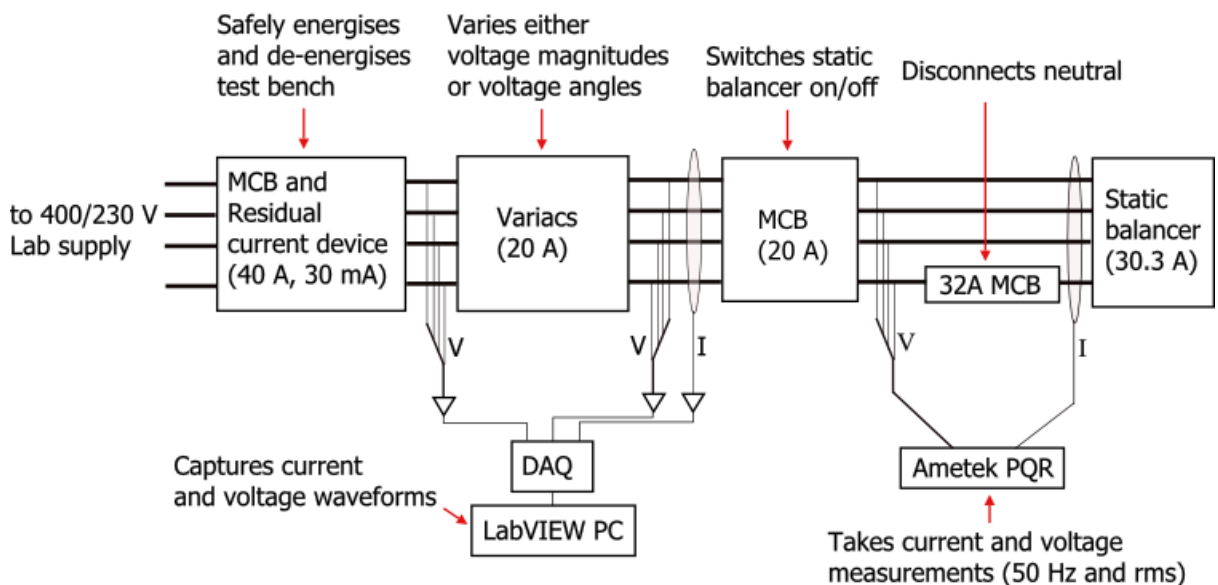 Safely energises
and de-energises
test bench
Varies either
voltage magnitudes
or voltage angles
Switches static
balancer on/off
Disconnects neutral
to 400/230 V
Lab supply
MCB and
Residual
current device
(40 A, 30 mA)
Variacs
(20 A)
MCB
(20 A)
32A MCB
Static
balancer
(30.3 A)
V
V
I
V
I
DAQ
LabVIEW PC
Captures current
and voltage waveforms
Ametek PQR
Takes current and voltage
measurements (50 Hz and rms)